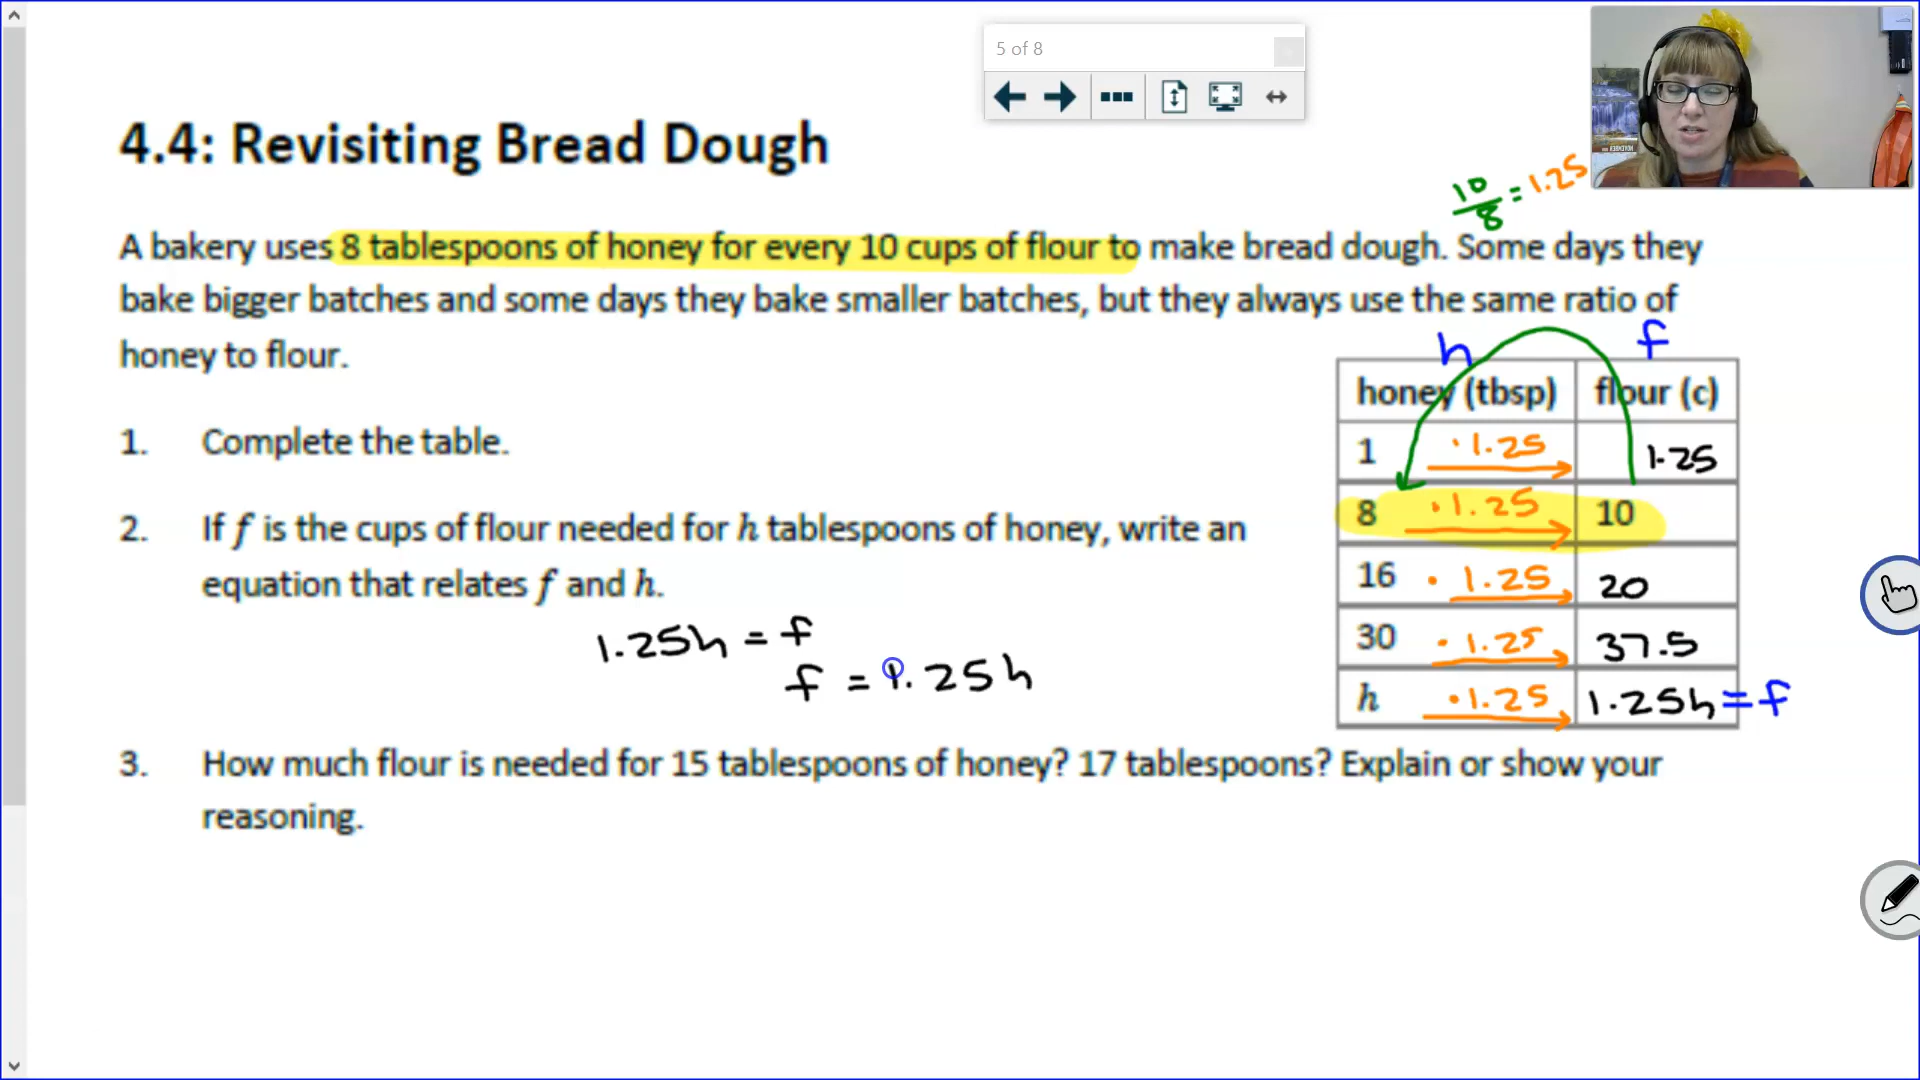 5 of 8
4.4: Revisiting Bread Dough
10/8 = 1.25
A bakery uses 8 tablespoons of honey for every 10 cups of flour to make bread dough. Some days they
bake bigger batches and some days they bake smaller batches, but they always use the same ratio of
honey to flour.
h f
honey (tbsp) flour (c)
1 · 1.25 1.25
8 · 1.25 10
16 · 1.25 20
30 · 1.25 37.5
h · 1.25 1.25h = f
1. Complete the table.
2. If f is the cups of flour needed for h tablespoons of honey, write an
equation that relates f and h.
1.25h = f
f = 1.25h
3. How much flour is needed for 15 tablespoons of honey? 17 tablespoons? Explain or show your
reasoning.